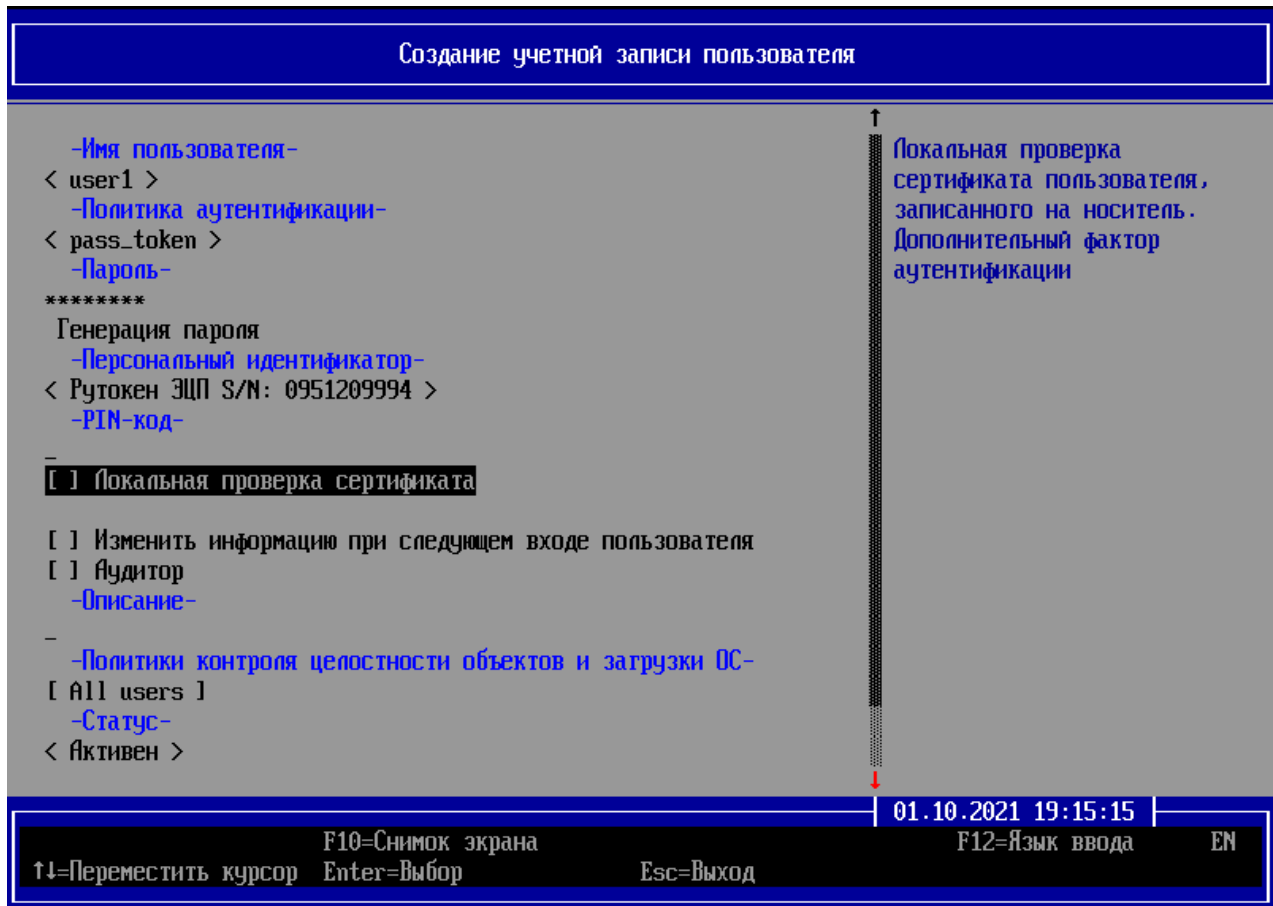 Создание учетной записи пользователя
-Имя пользователя-
< user1 >
-Политика аутентификации-
< pass_token >
-Пароль-
********
Генерация пароля
-Персональный идентификатор-
< Рутокен ЭЦП S/N: 0951209994 >
-PIN-код-
_
[ ] Локальная проверка сертификата
[ ] Изменить информацию при следующем входе пользователя
[ ] Аудитор
-Описание-
_
-Политики контроля целостности объектов и загрузки ОС-
[ All users ]
-Статус-
< Активен >
Локальная проверка
сертификата пользователя,
записанного на носитель.
Дополнительный фактор
аутентификации
01.10.2021 19:15:15
F10=Снимок экрана F12=Язык ввода EN
↑↓=Переместить курсор Enter=Выбор Esc=Выход